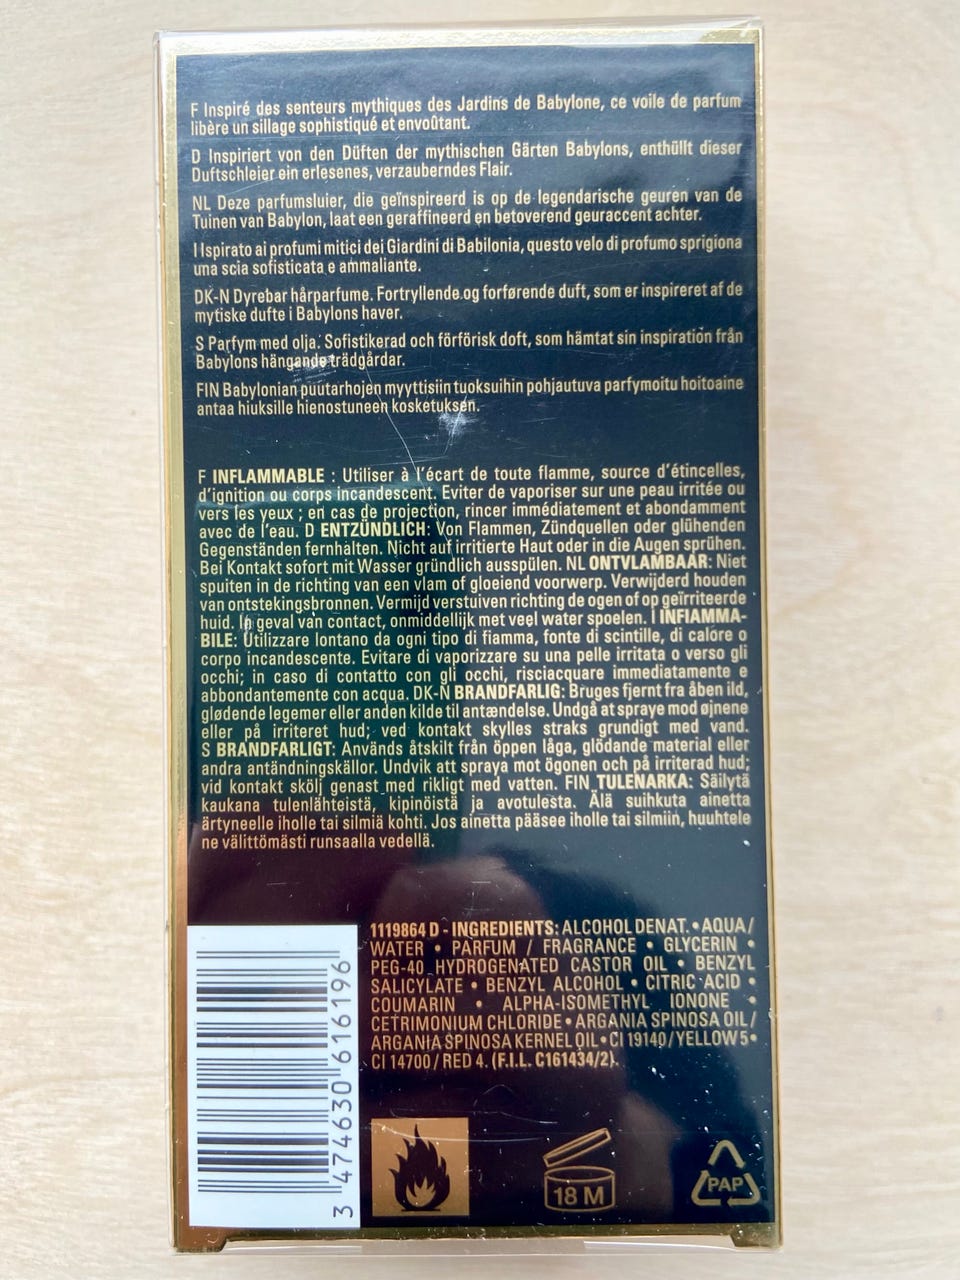 F Inspiré des senteurs mythiques des Jardins de Babylone, ce voile de parfum
libère un sillage sophistiqué et envoûtant.
D Inspiriert von den Düften der mythischen Gärten Babylons, enthüllt dieser
Duftschleier ein erlesenes, verzauberndes Flair.
NL Deze parfumsluier, die geïnspireerd is op de legendarische geuren van de
Tuinen van Babylon, laat een geraffineerd en betoverend geuraccent achter.
I Ispirato ai profumi mitici dei Giardini di Babilonia, questo velo di profumo sprigiona
una scia sofisticata e ammaliante.
DK-N Dyrebar hårparfume. Fortryllende og forførende duft, som er inspireret af de
mytiske dufte i Babylons haver.
S Parfym med olja. Sofistikerad och förförisk doft, som hämtat sin inspiration från
Babylons hängande trädgårdar.
FIN Babylonian puutarhojen myyttisiin tuoksuihin pohjautuva parfymoitu hoitoaine
antaa hiuksille hienostuneen kosketuksen.
F INFLAMMABLE : Utiliser à l'écart de toute flamme, source d'étincelles,
d'ignition ou corps incandescent. Eviter de vaporiser sur une peau irritée ou
vers les yeux ; en cas de projection, rincer immédiatement et abondamment
avec de l'eau. D ENTZÜNDLICH: Von Flammen, Zündquellen oder glühenden
Gegenständen fernhalten. Nicht auf irritierte Haut oder in die Augen sprühen.
Bei Kontakt sofort mit Wasser gründlich ausspülen. NL ONTVLAMBAAR: Niet
spuiten in de richting van een vlam of gloeiend voorwerp. Verwijderd houden
van ontstekingsbronnen. Vermijd verstuiven richting de ogen of op geïrriteerde
huid. In geval van contact, onmiddellijk met veel water spoelen. I INFIAMMA-
BILE: Utilizzare lontano da ogni tipo di fiamma, fonte di scintille, di calore o
corpo incandescente. Evitare di vaporizzare su una pelle irritata o verso gli
occhi; in caso di contatto con gli occhi, risciacquare immediatamente e
abbondantemente con acqua. DK-N BRANDFARLIG: Bruges fjernt fra åben ild,
glødende legemer eller anden kilde til antændelse. Undgå at spraye mod øjnene
eller på irriteret hud; ved kontakt skylles straks grundigt med vand.
S BRANDFARLIGT: Används åtskilt från öppen låga, glödande material eller
andra antändningskällor. Undvik att spraya mot ögonen och på irriterad hud;
vid kontakt skölj genast med rikligt med vatten. FIN TULENARKA: Säilytä
kaukana tulenlähteistä, kipinöistä ja avotulesta. Älä suihkuta ainetta
ärtyneelle iholle tai silmiä kohti. Jos ainetta pääsee iholle tai silmiin, huuhtele
ne välittömästi runsaalla vedellä.
1119864 D - INGREDIENTS: ALCOHOL DENAT. • AQUA /
WATER • PARFUM / FRAGRANCE • GLYCERIN •
PEG-40 HYDROGENATED CASTOR OIL • BENZYL
SALICYLATE • BENZYL ALCOHOL • CITRIC ACID •
COUMARIN • ALPHA-ISOMETHYL IONONE •
CETRIMONIUM CHLORIDE • ARGANIA SPINOSA OIL /
ARGANIA SPINOSA KERNEL OIL • CI 19140 / YELLOW 5 •
CI 14700 / RED 4. (F.I.L. C161434/2).
3 474630 616196
18 M
PAP